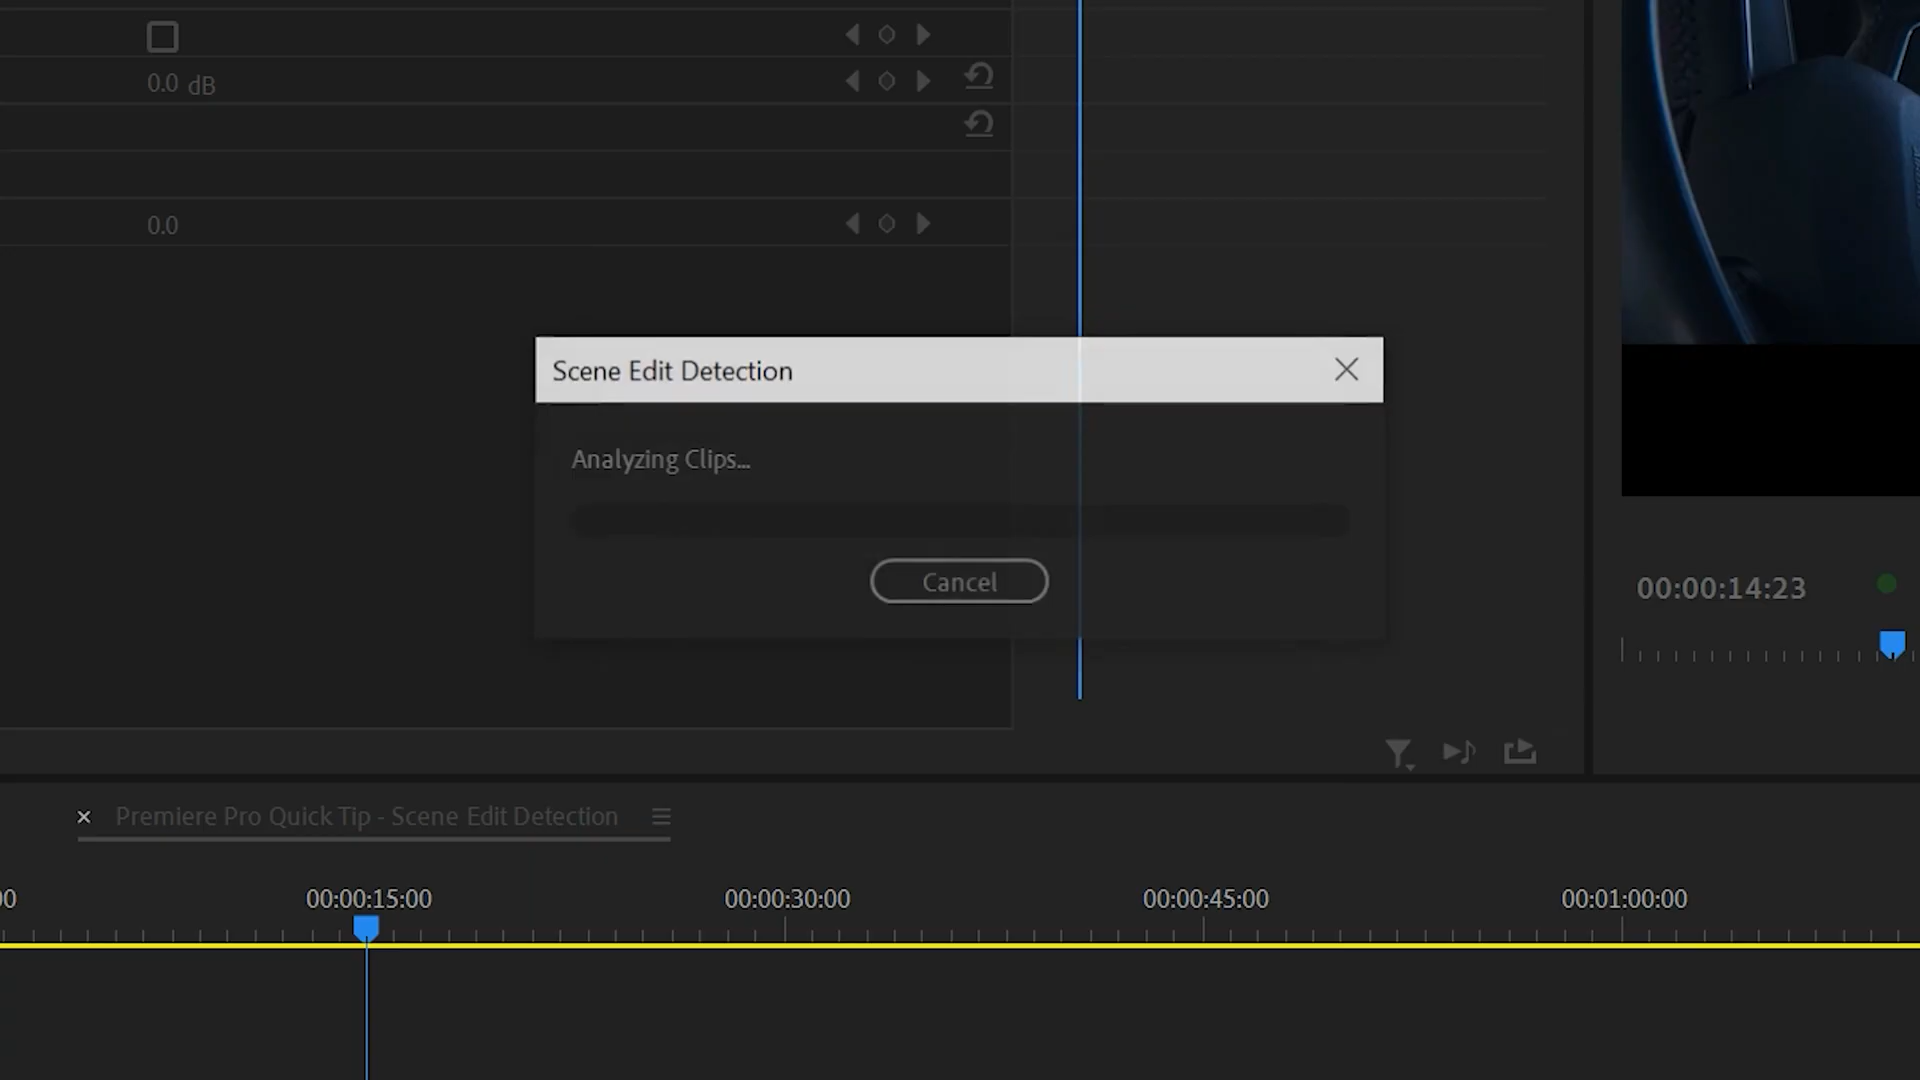 0.0 dB
0.0
Scene Edit Detection
Analyzing Clips...
Cancel
00:00:14:23
Premiere Pro Quick Tip - Scene Edit Detection
00
00:00:15:00
00:00:30:00
00:00:45:00
00:01:00:00